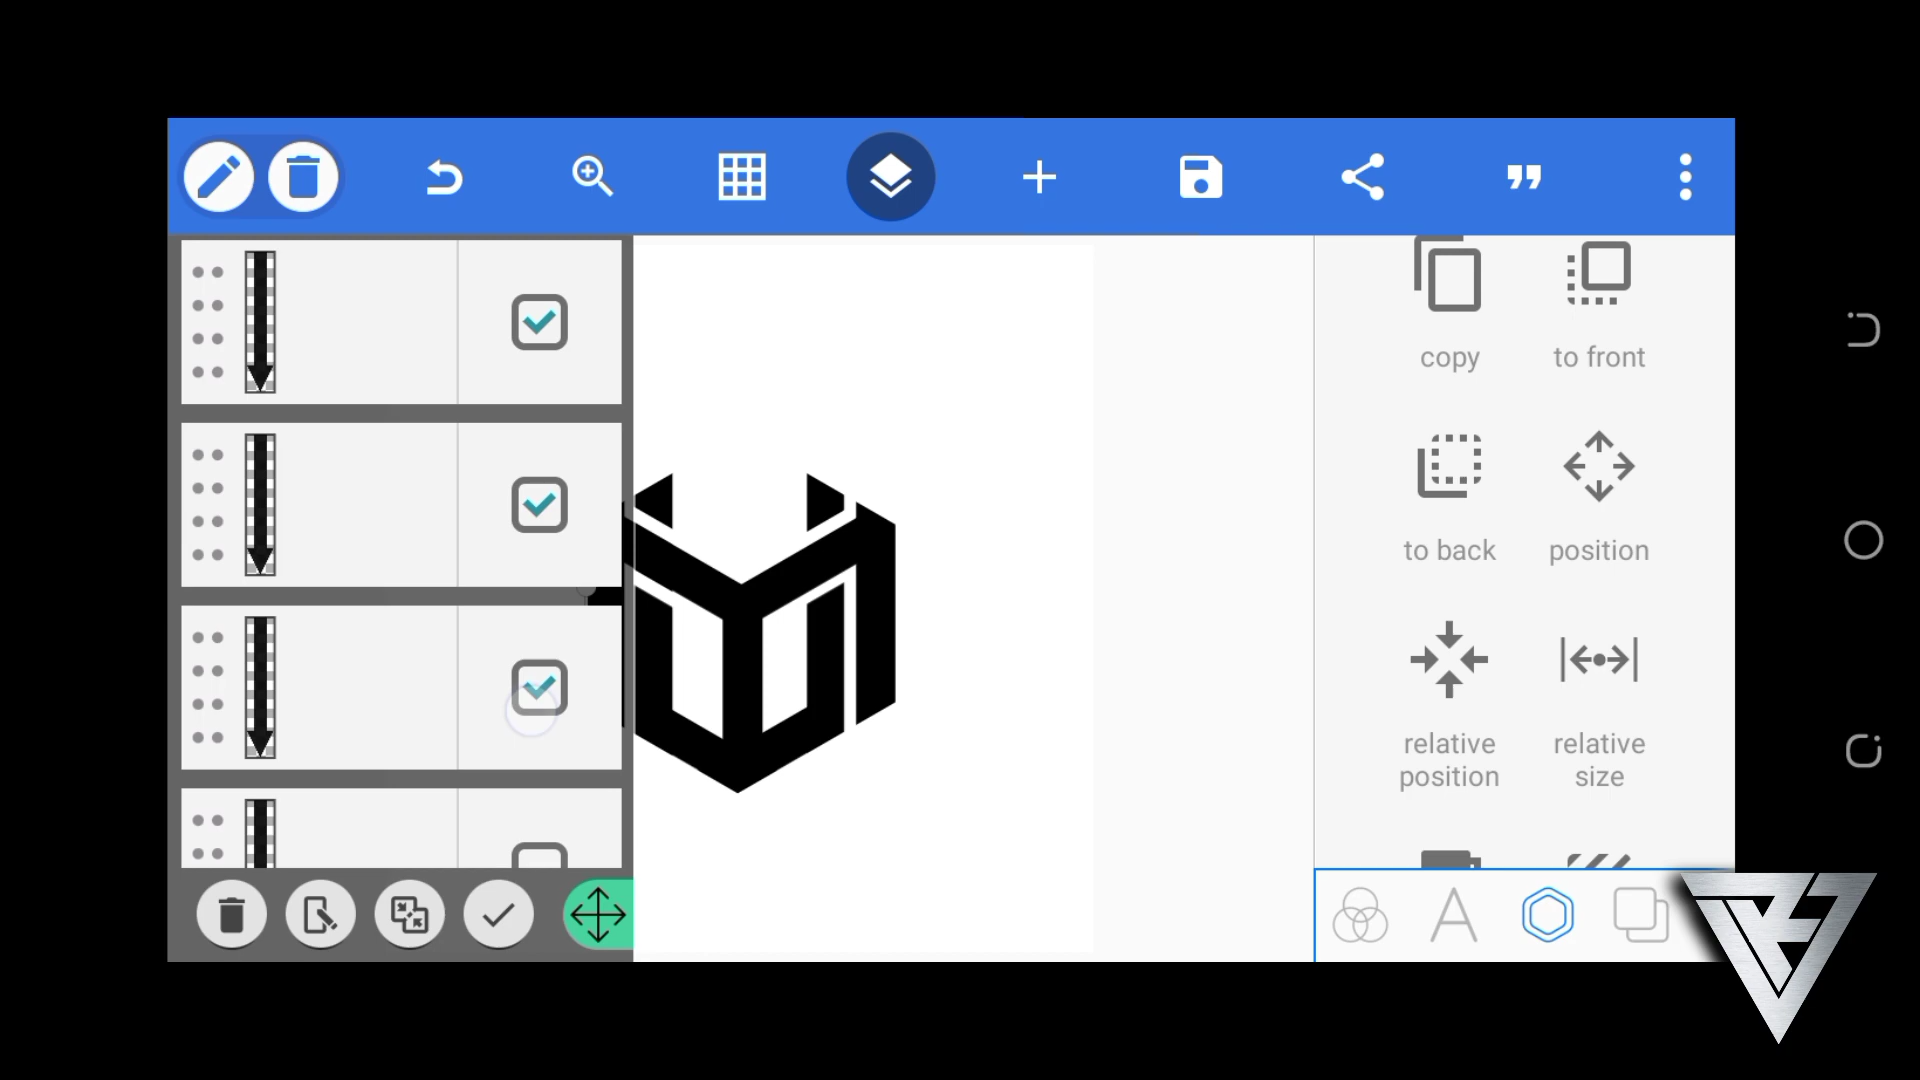 copy
to front
to back
position
relative
position
relative
size